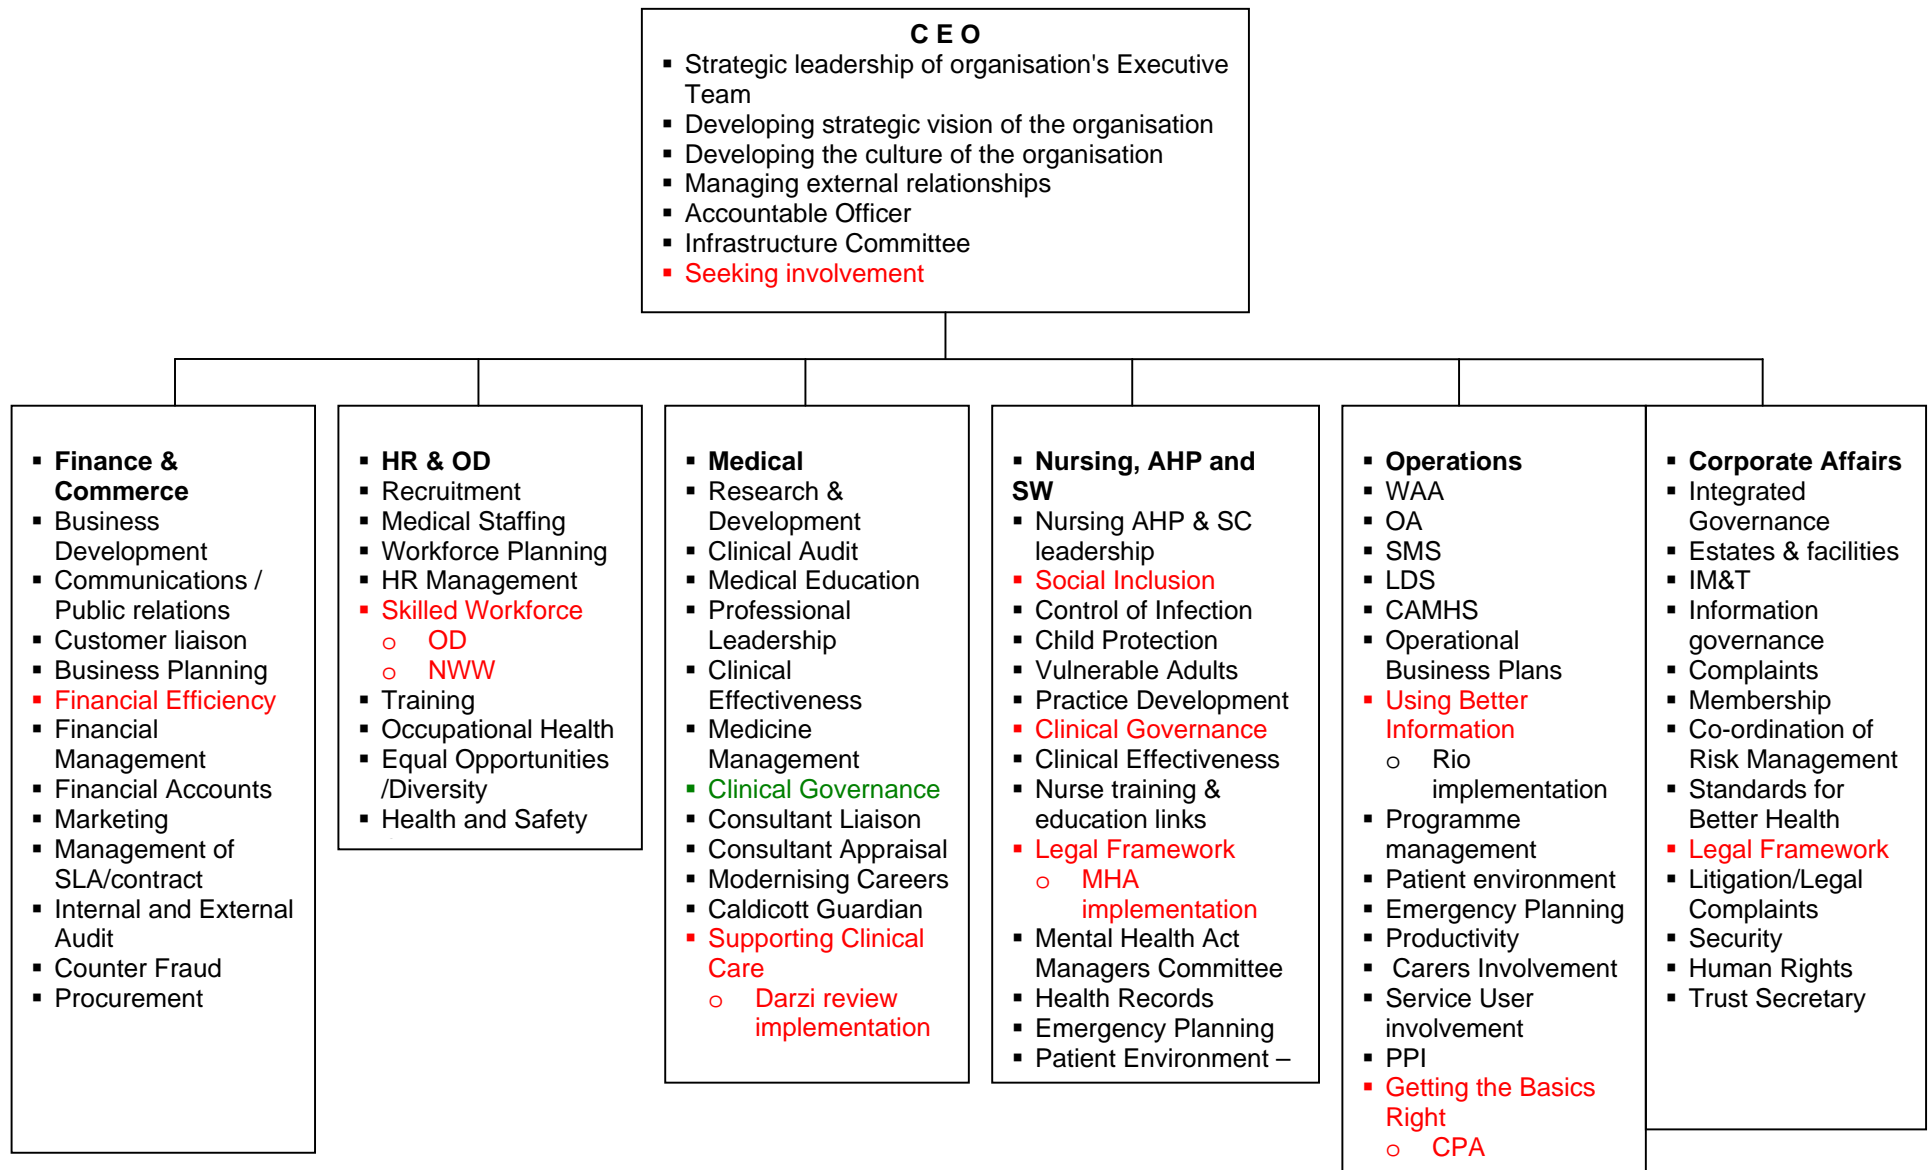 C E O
▪ Strategic leadership of organisation's Executive
Team
▪ Developing strategic vision of the organisation
▪ Developing the culture of the organisation
▪ Managing external relationships
▪ Accountable Officer
▪ Infrastructure Committee
▪ Seeking involvement
▪ Finance &
Commerce
▪ Business
Development
▪ Communications /
Public relations
▪ Customer liaison
▪ Business Planning
▪ Financial Efficiency
▪ Financial
Management
▪ Financial Accounts
▪ Marketing
▪ Management of
SLA/contract
▪ Internal and External
Audit
▪ Counter Fraud
▪ Procurement
▪ HR & OD
▪ Recruitment
▪ Medical Staffing
▪ Workforce Planning
▪ HR Management
▪ Skilled Workforce
o OD
o NWW
▪ Training
▪ Occupational Health
▪ Equal Opportunities
/Diversity
▪ Health and Safety
▪ Medical
▪ Research &
Development
▪ Clinical Audit
▪ Medical Education
▪ Professional
Leadership
▪ Clinical
Effectiveness
▪ Medicine
Management
▪ Clinical Governance
▪ Consultant Liaison
▪ Consultant Appraisal
▪ Modernising Careers
▪ Caldicott Guardian
▪ Supporting Clinical
Care
o Darzi review
implementation
▪ Nursing, AHP and
SW
▪ Nursing AHP & SC
leadership
▪ Social Inclusion
▪ Control of Infection
▪ Child Protection
▪ Vulnerable Adults
▪ Practice Development
▪ Clinical Governance
▪ Clinical Effectiveness
▪ Nurse training &
education links
▪ Legal Framework
o MHA
implementation
▪ Mental Health Act
Managers Committee
▪ Health Records
▪ Emergency Planning
▪ Patient Environment –
▪ Operations
▪ WAA
▪ OA
▪ SMS
▪ LDS
▪ CAMHS
▪ Operational
Business Plans
▪ Using Better
Information
o Rio
implementation
▪ Programme
management
▪ Patient environment
▪ Emergency Planning
▪ Productivity
▪ Carers Involvement
▪ Service User
involvement
▪ PPI
▪ Getting the Basics
Right
o CPA
▪ Corporate Affairs
▪ Integrated
Governance
▪ Estates & facilities
▪ IM&T
▪ Information
governance
▪ Complaints
▪ Membership
▪ Co-ordination of
Risk Management
▪ Standards for
Better Health
▪ Legal Framework
▪ Litigation/Legal
Complaints
▪ Security
▪ Human Rights
▪ Trust Secretary